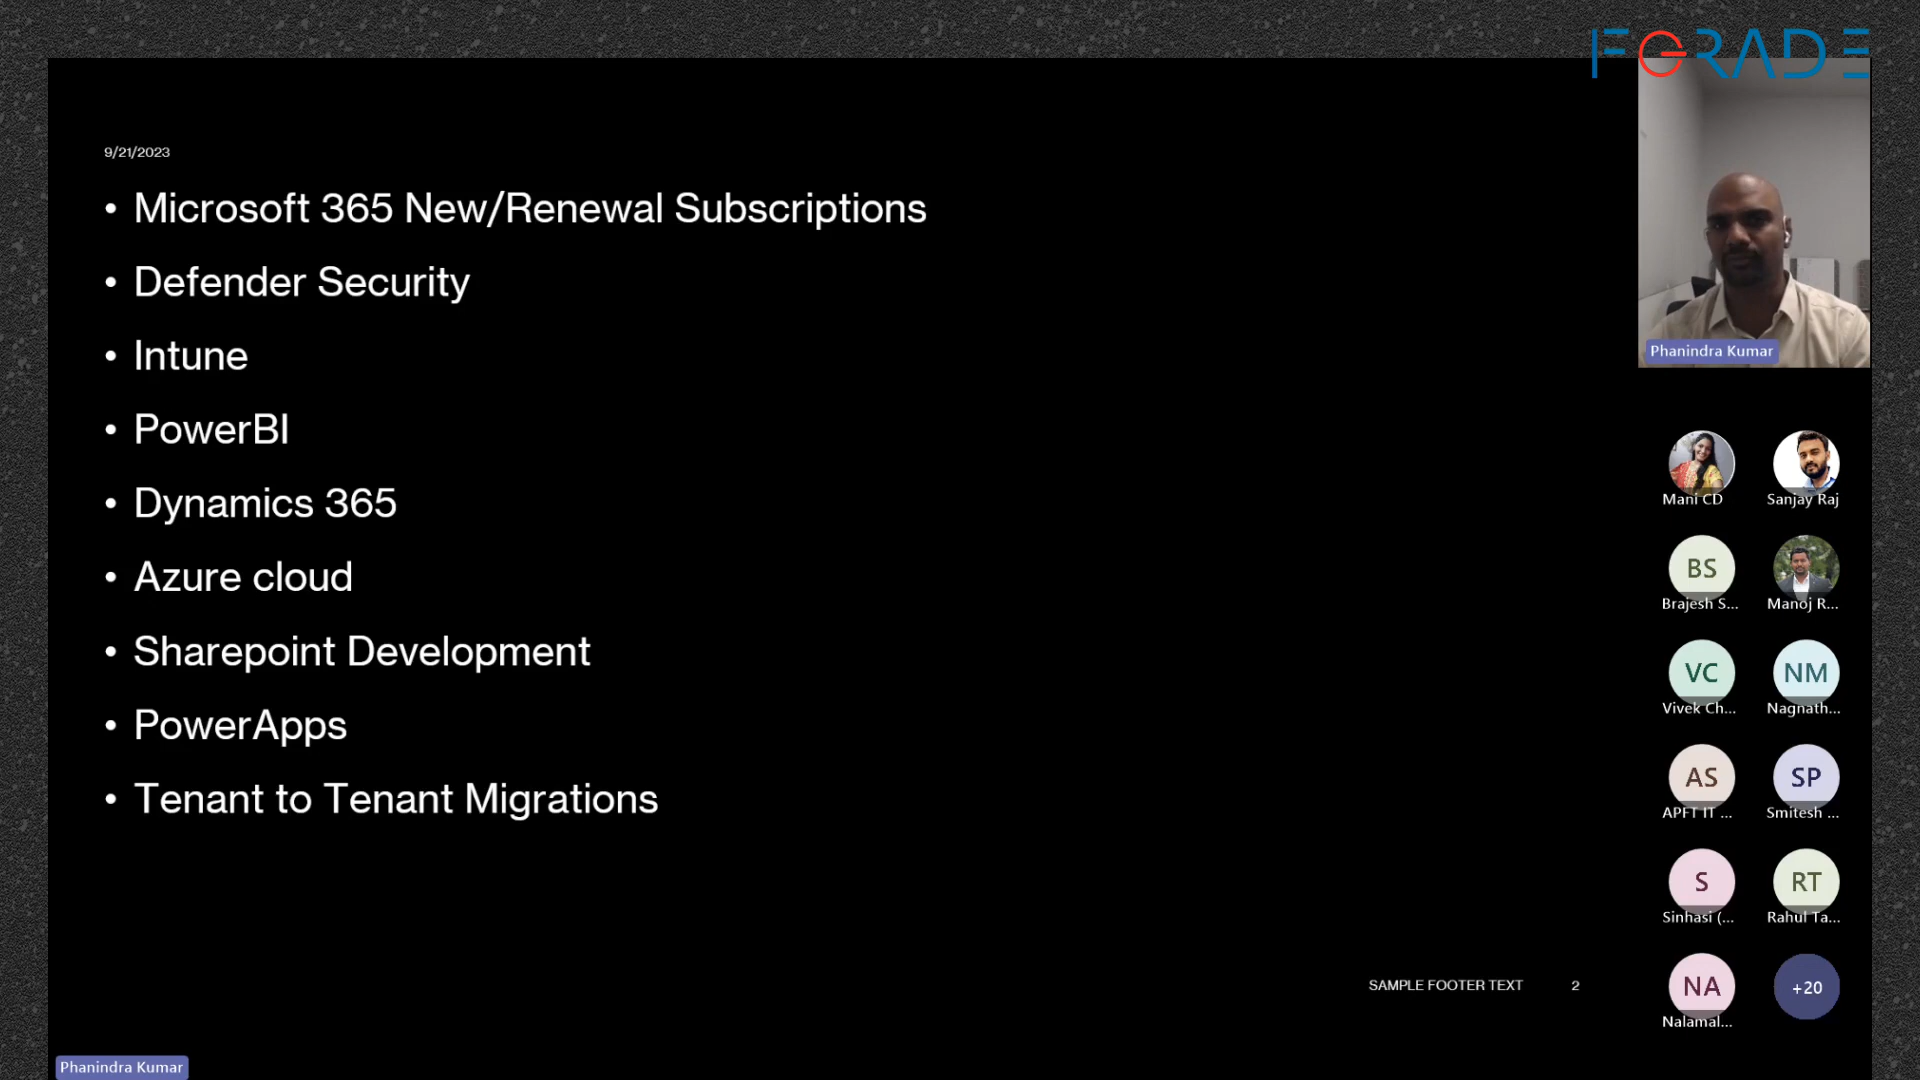 FGRADE
9/21/2023
• Microsoft 365 New/Renewal Subscriptions
• Defender Security
• Intune
• PowerBI
• Dynamics 365
• Azure cloud
• Sharepoint Development
• PowerApps
• Tenant to Tenant Migrations
SAMPLE FOOTER TEXT 2
Phanindra Kumar
Phanindra Kumar
Mani CD
Sanjay Raj
BS
Brajesh S...
Manoj R...
VC
Vivek Ch...
NM
Nagnath...
AS
APFT IT ...
SP
Smitesh ...
S
Sinhasi (...
RT
Rahul Ta...
NA
Nalamal...
+20